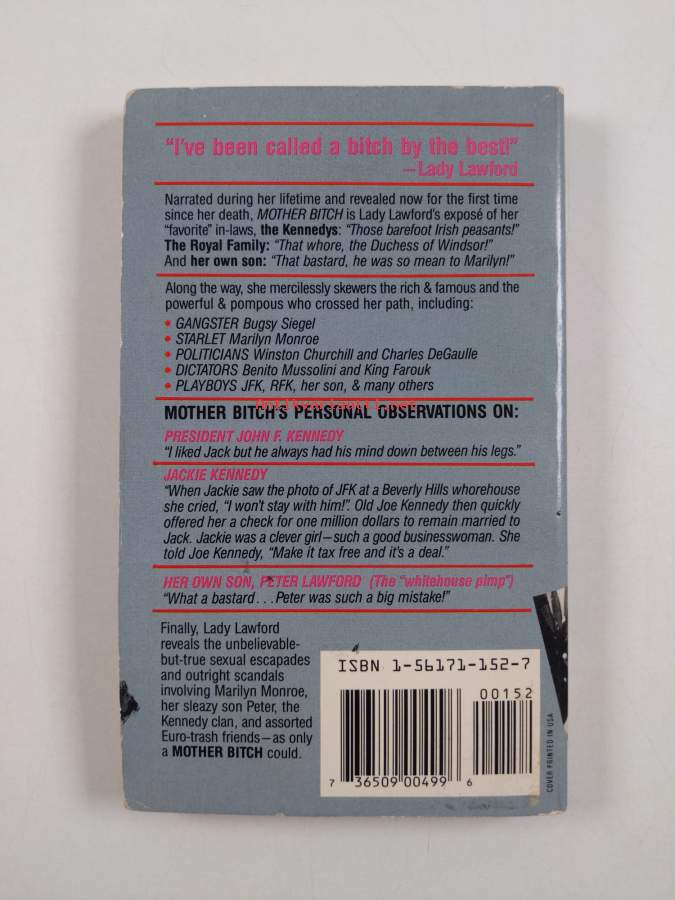 "I've been called a bitch by the best!"
—Lady Lawford
Narrated during her lifetime and revealed now for the first time
since her death, MOTHER BITCH is Lady Lawford's exposé of her
"favorite" in-laws, the Kennedys: "Those barefoot Irish peasants!"
The Royal Family: "That whore, the Duchess of Windsor!"
And her own son: "That bastard, he was so mean to Marilyn!"
Along the way, she mercilessly skewers the rich & famous and the
powerful & pompous who crossed her path, including:
• GANGSTER Bugsy Siegel
• STARLET Marilyn Monroe
• POLITICIANS Winston Churchill and Charles DeGaulle
• DICTATORS Benito Mussolini and King Farouk
• PLAYBOYS JFK, RFK, her son, & many others
MOTHER BITCH'S PERSONAL OBSERVATIONS ON:
PRESIDENT JOHN F. KENNEDY
"I liked Jack but he always had his mind down between his legs."
JACKIE KENNEDY
"When Jackie saw the photo of JFK at a Beverly Hills whorehouse
she cried, "I won't stay with him!". Old Joe Kennedy then quickly
offered her a check for one million dollars to remain married to
Jack. Jackie was a clever girl—such a good businesswoman. She
told Joe Kennedy, "Make it tax free and it's a deal."
HER OWN SON, PETER LAWFORD (The "whitehouse pimp")
"What a bastard...Peter was such a big mistake!"
Finally, Lady Lawford
reveals the unbelievable-
but-true sexual escapades
and outright scandals
involving Marilyn Monroe,
her sleazy son Peter, the
Kennedy clan, and assorted
Euro-trash friends—as only
a MOTHER BITCH could.
ISBN 1-56171-152-7
00152
7 36509 00499 6
COVER PRINTED IN USA